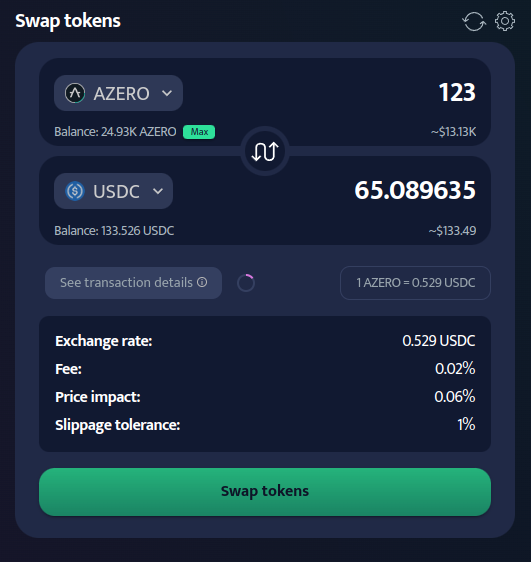 Swap tokens
AZERO 123
Balance: 24.93K AZERO Max ~$13.13K
USDC 65.089635
Balance: 133.526 USDC ~$133.49
See transaction details 1 AZERO = 0.529 USDC
Exchange rate: 0.529 USDC
Fee: 0.02%
Price impact: 0.06%
Slippage tolerance: 1%
Swap tokens